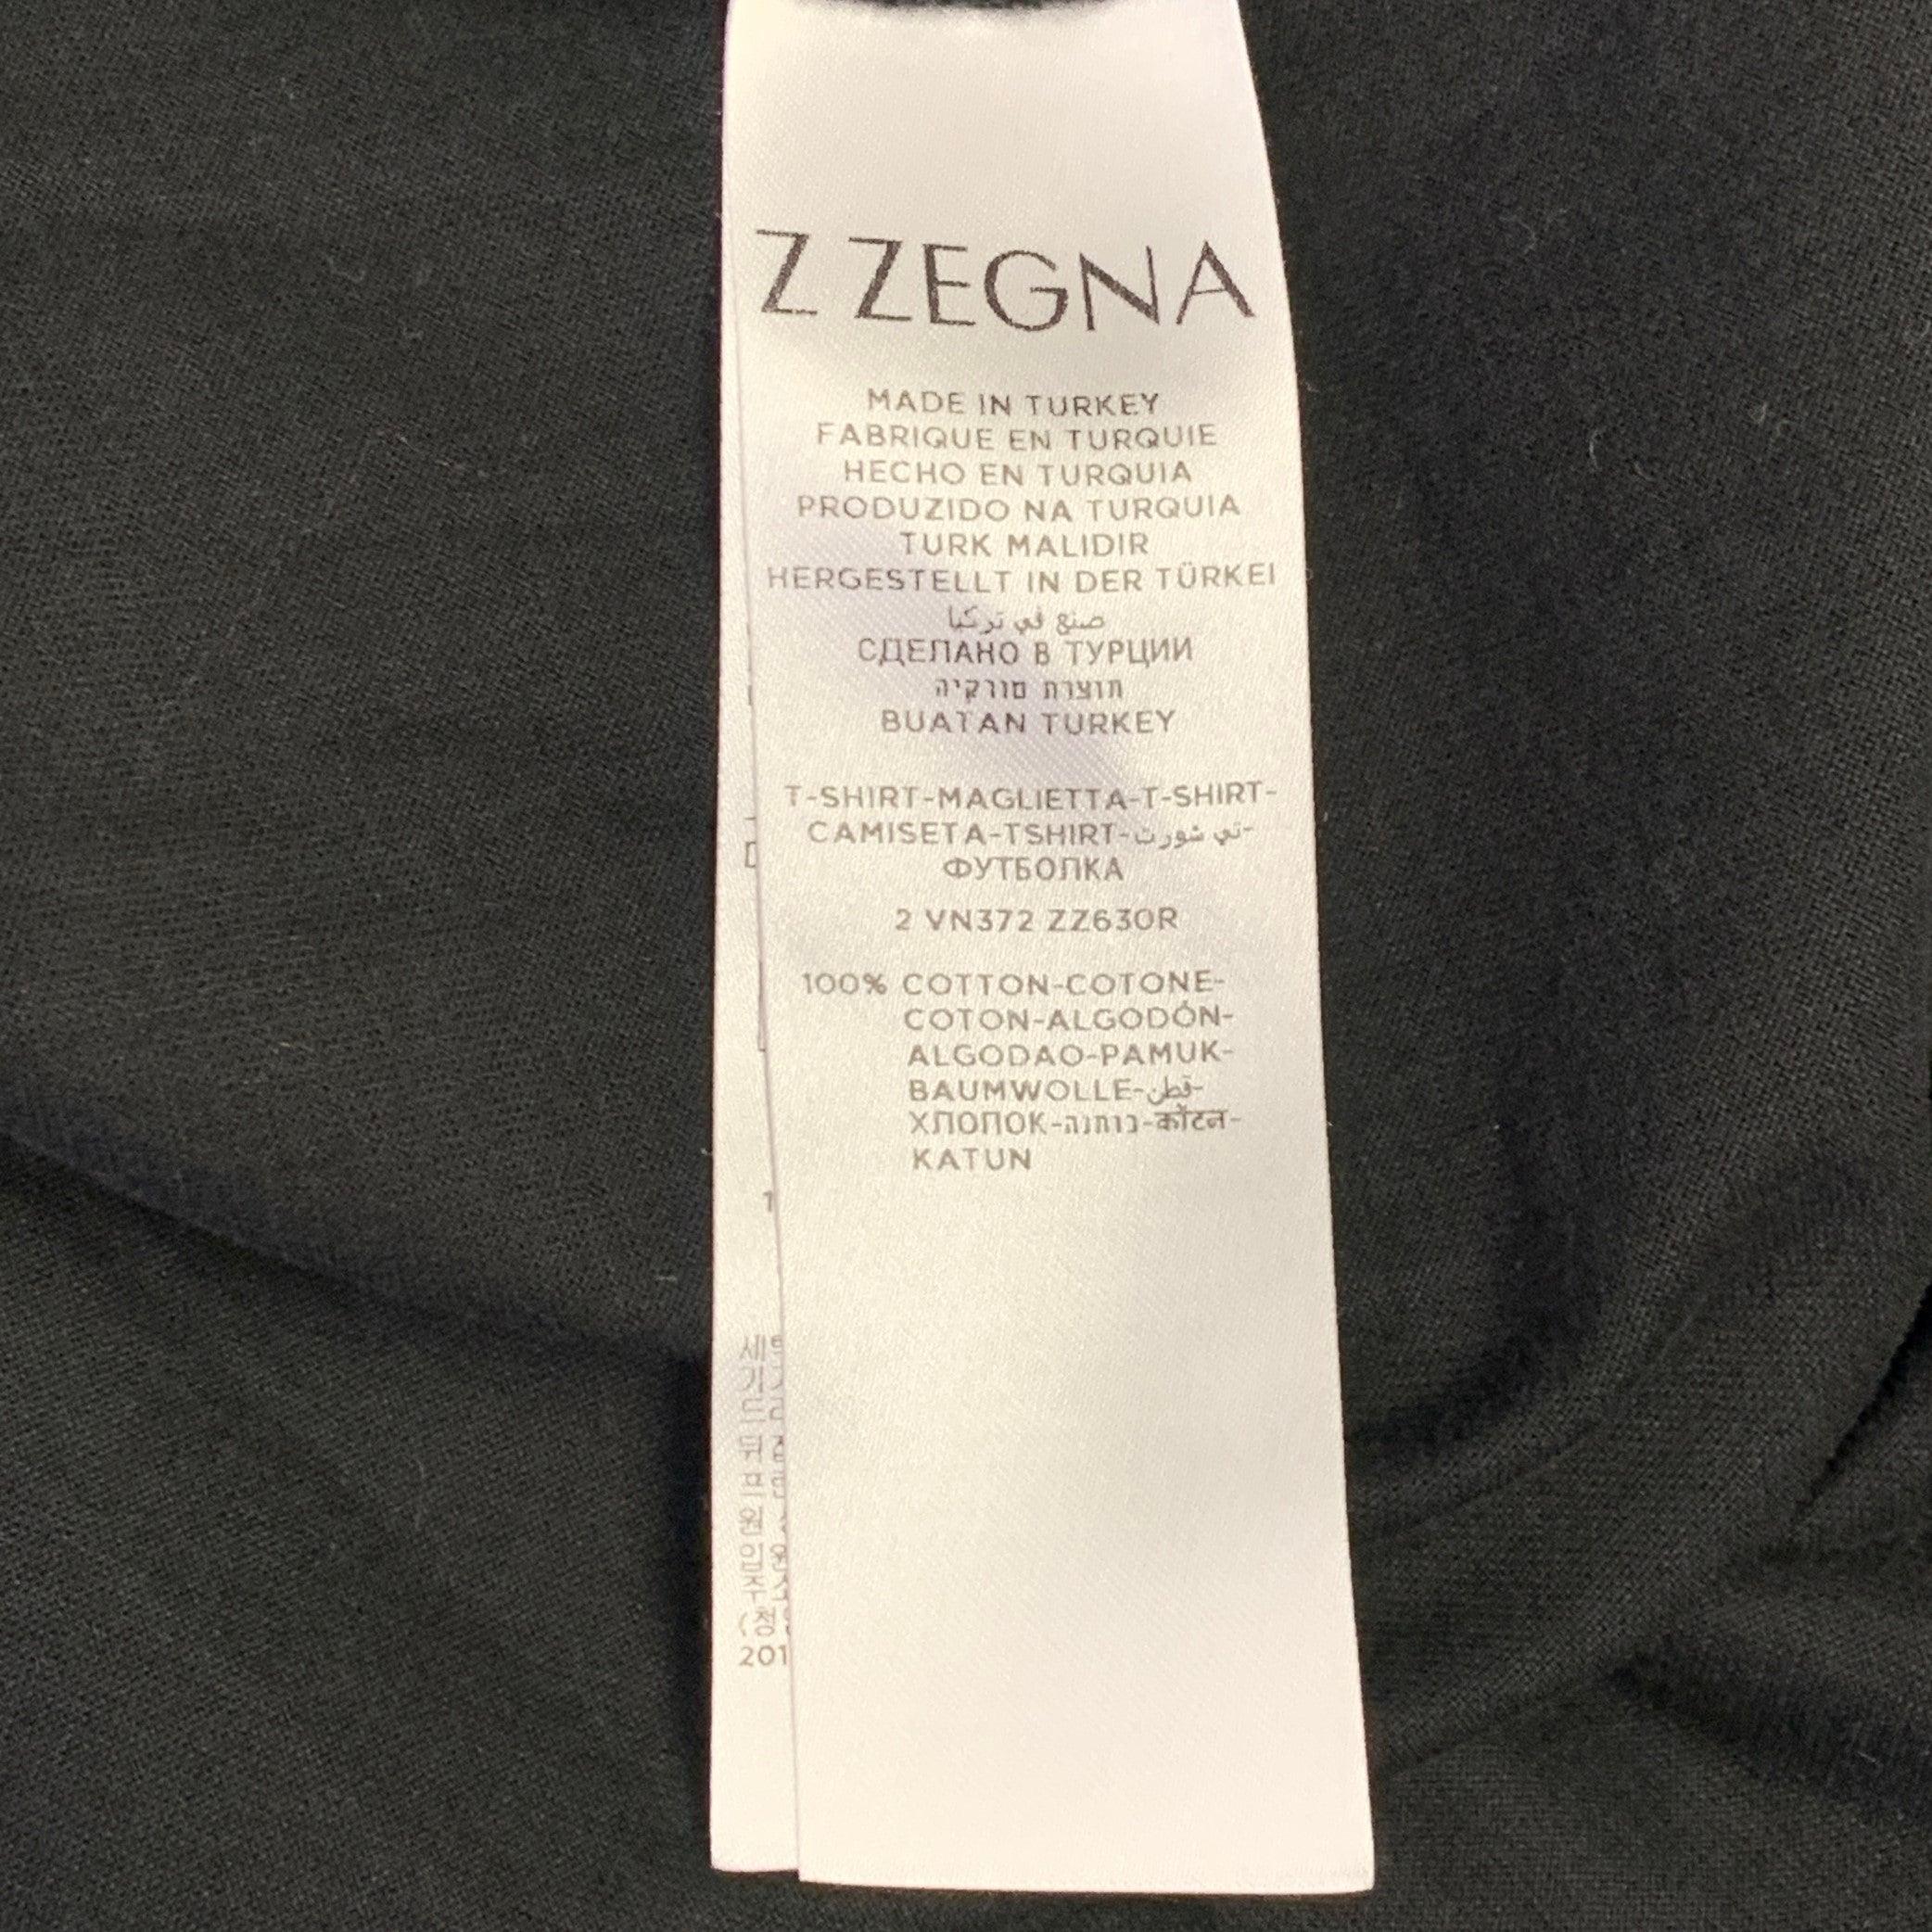 Z ZEGNA
MADE IN TURKEY
FABRIQUE EN TURQUIE
HECHO EN TURQUIA
PRODUZIDO NA TURQUIA
TURK MALIDIR
HERGESTELLT IN DER TÜRKEI
صنع في تركيا
СДЕЛАНО В ТУРЦИИ
תוצרת טורקיה
BUATAN TURKEY
T-SHIRT-MAGLIETTA-T-SHIRT-
CAMISETA-TSHIRT-تي شورت-
ФУТБОЛКА
2 VN372 ZZ630R
100% COTTON-COTONE-
COTON-ALGODÓN-
ALGODAO-PAMUK-
BAUMWOLLE-قطن-
ХЛОПОК-כותנה-कॉटन-
KATUN